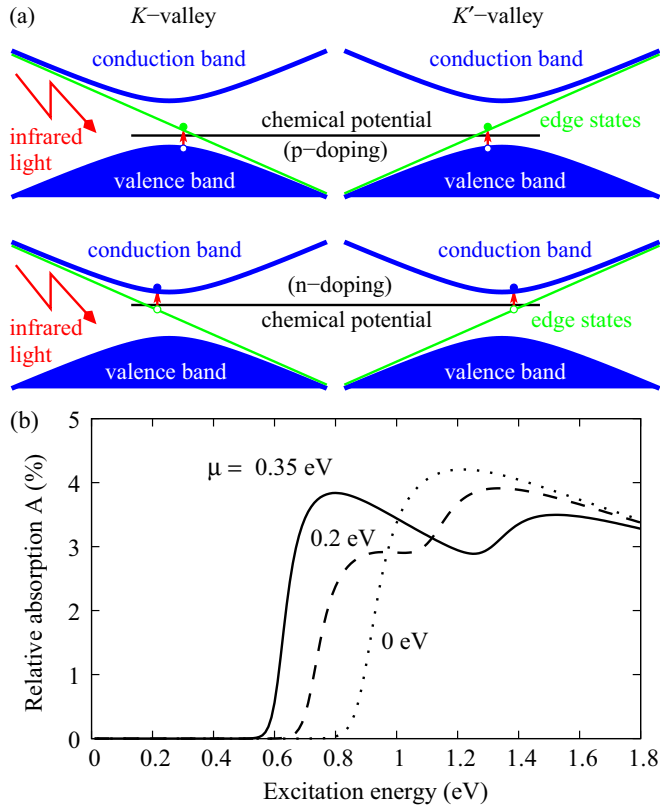 (a)
K−valley
K′−valley
conduction band
conduction band
infrared
light
chemical potential
(p−doping)
edge states
valence band
valence band
conduction band
conduction band
infrared
light
(n−doping)
chemical potential
edge states
valence band
valence band
(b)
Relative absorption A (%)
5
4
3
2
1
0
μ = 0.35 eV
0.2 eV
0 eV
0 0.2 0.4 0.6 0.8 1 1.2 1.4 1.6 1.8
Excitation energy (eV)